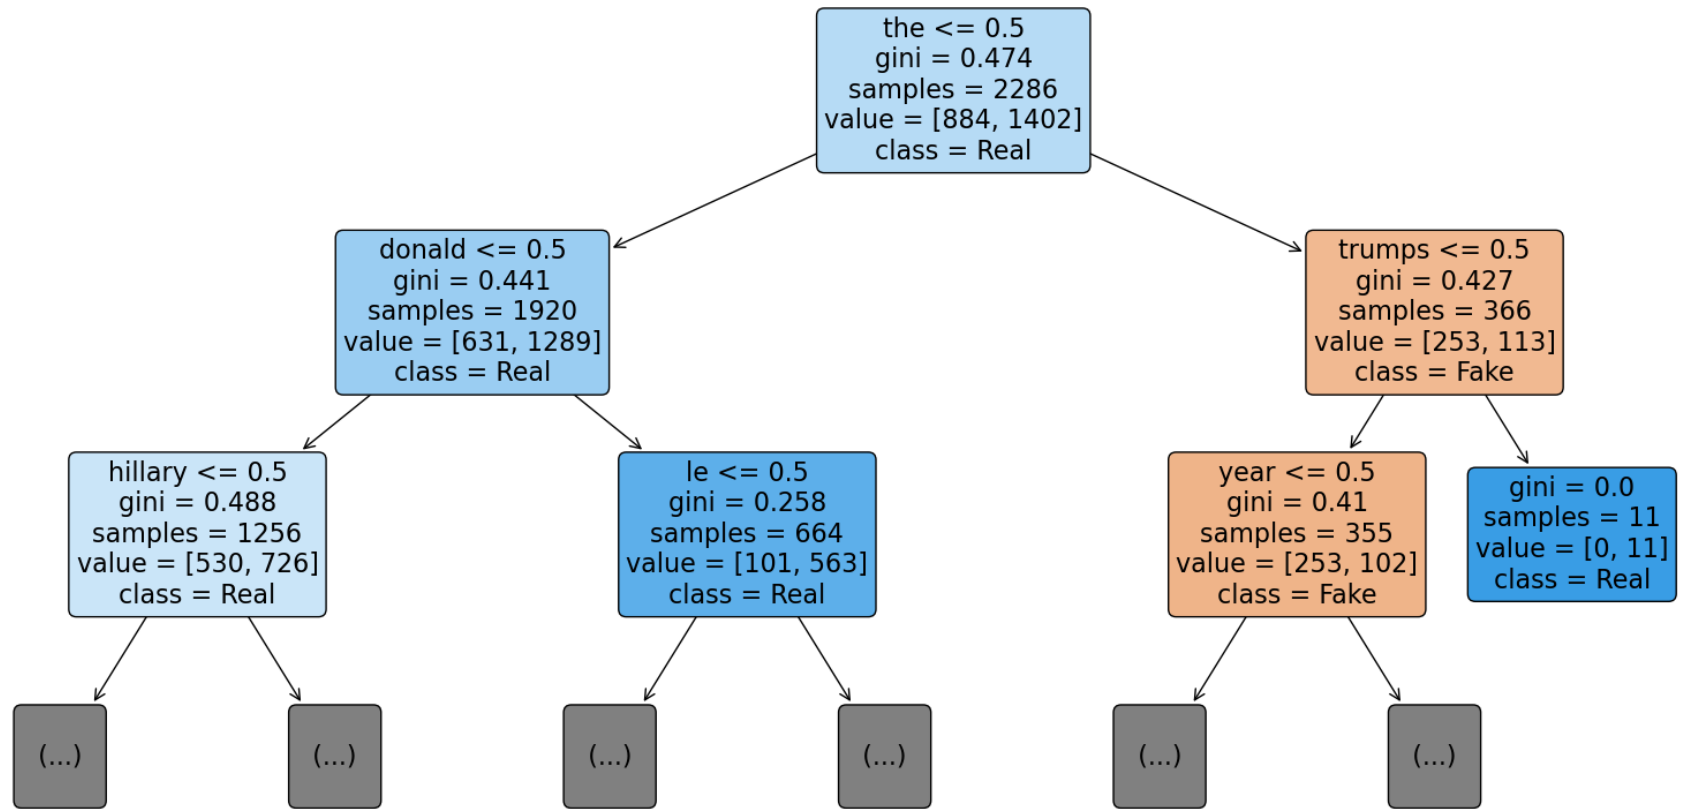 the <= 0.5
gini = 0.474
samples = 2286
value = [884, 1402]
class = Real
donald <= 0.5
gini = 0.441
samples = 1920
value = [631, 1289]
class = Real
trumps <= 0.5
gini = 0.427
samples = 366
value = [253, 113]
class = Fake
hillary <= 0.5
gini = 0.488
samples = 1256
value = [530, 726]
class = Real
le <= 0.5
gini = 0.258
samples = 664
value = [101, 563]
class = Real
year <= 0.5
gini = 0.41
samples = 355
value = [253, 102]
class = Fake
gini = 0.0
samples = 11
value = [0, 11]
class = Real
(...)
(...)
(...)
(...)
(...)
(...)